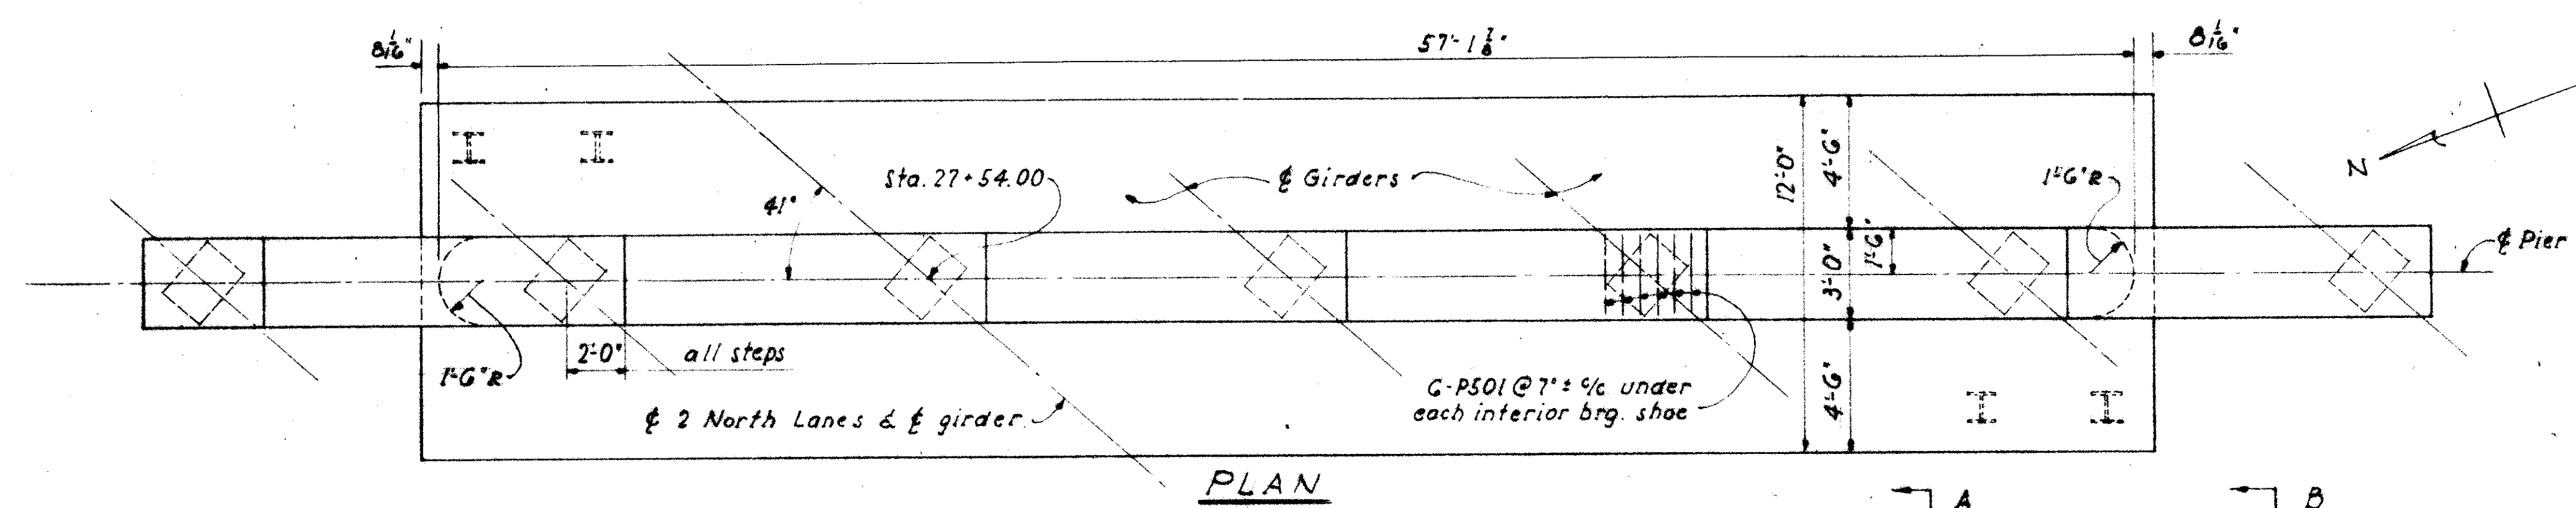 8 1/16"
57'-1 7/8"
8 1/16"
Sta. 27+54.00
℄ Girders
41°
12'-0"
4'-6"
1'-6"R
N
℄ Pier
3'-0"
1'-6"
2'-0"
all steps
1'-6"R
6-P501 @ 7"± c/c under
each interior brg. shoe
4'-6"
℄ 2 North Lanes & ℄ girder
PLAN
A
B